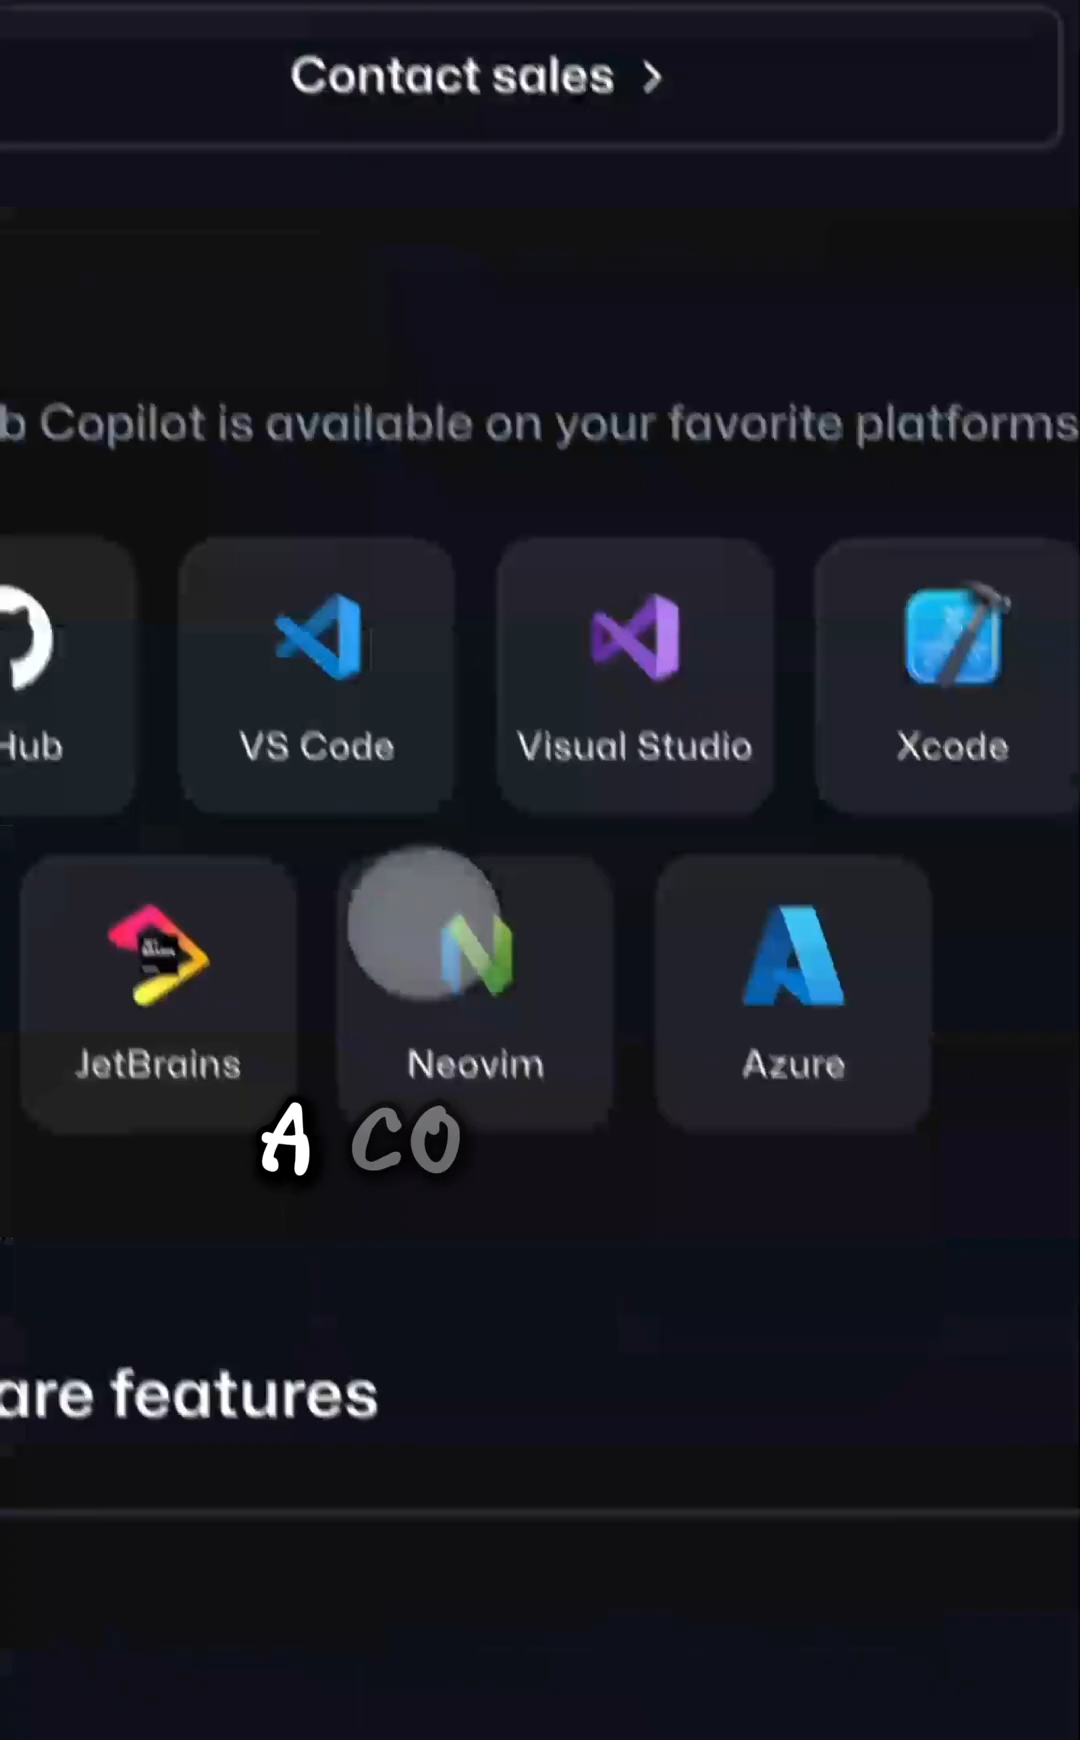 Contact sales >
b Copilot is available on your favorite platforms
Hub
VS Code
Visual Studio
Xcode
JetBrains
Neovim
Azure
A CO
are features